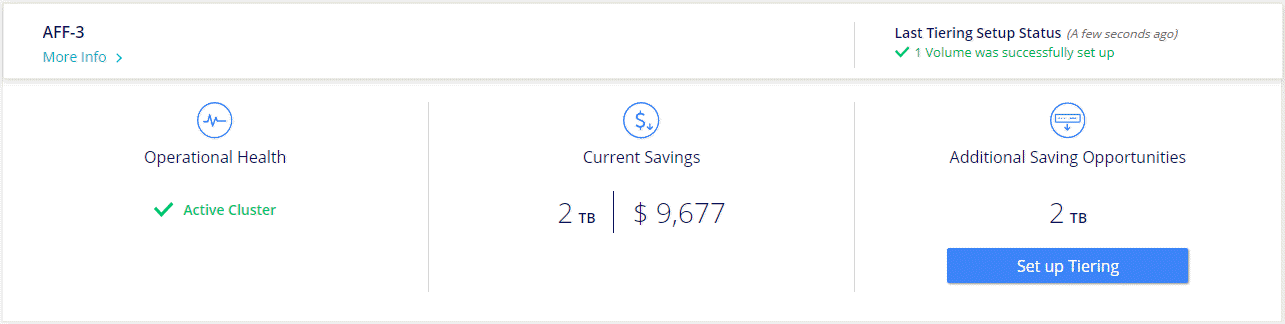 AFF-3
More Info >
Last Tiering Setup Status (A few seconds ago)
1 Volume was successfully set up
Operational Health
Active Cluster
Current Savings
2 TB $ 9,677
Additional Saving Opportunities
2 TB
Set up Tiering